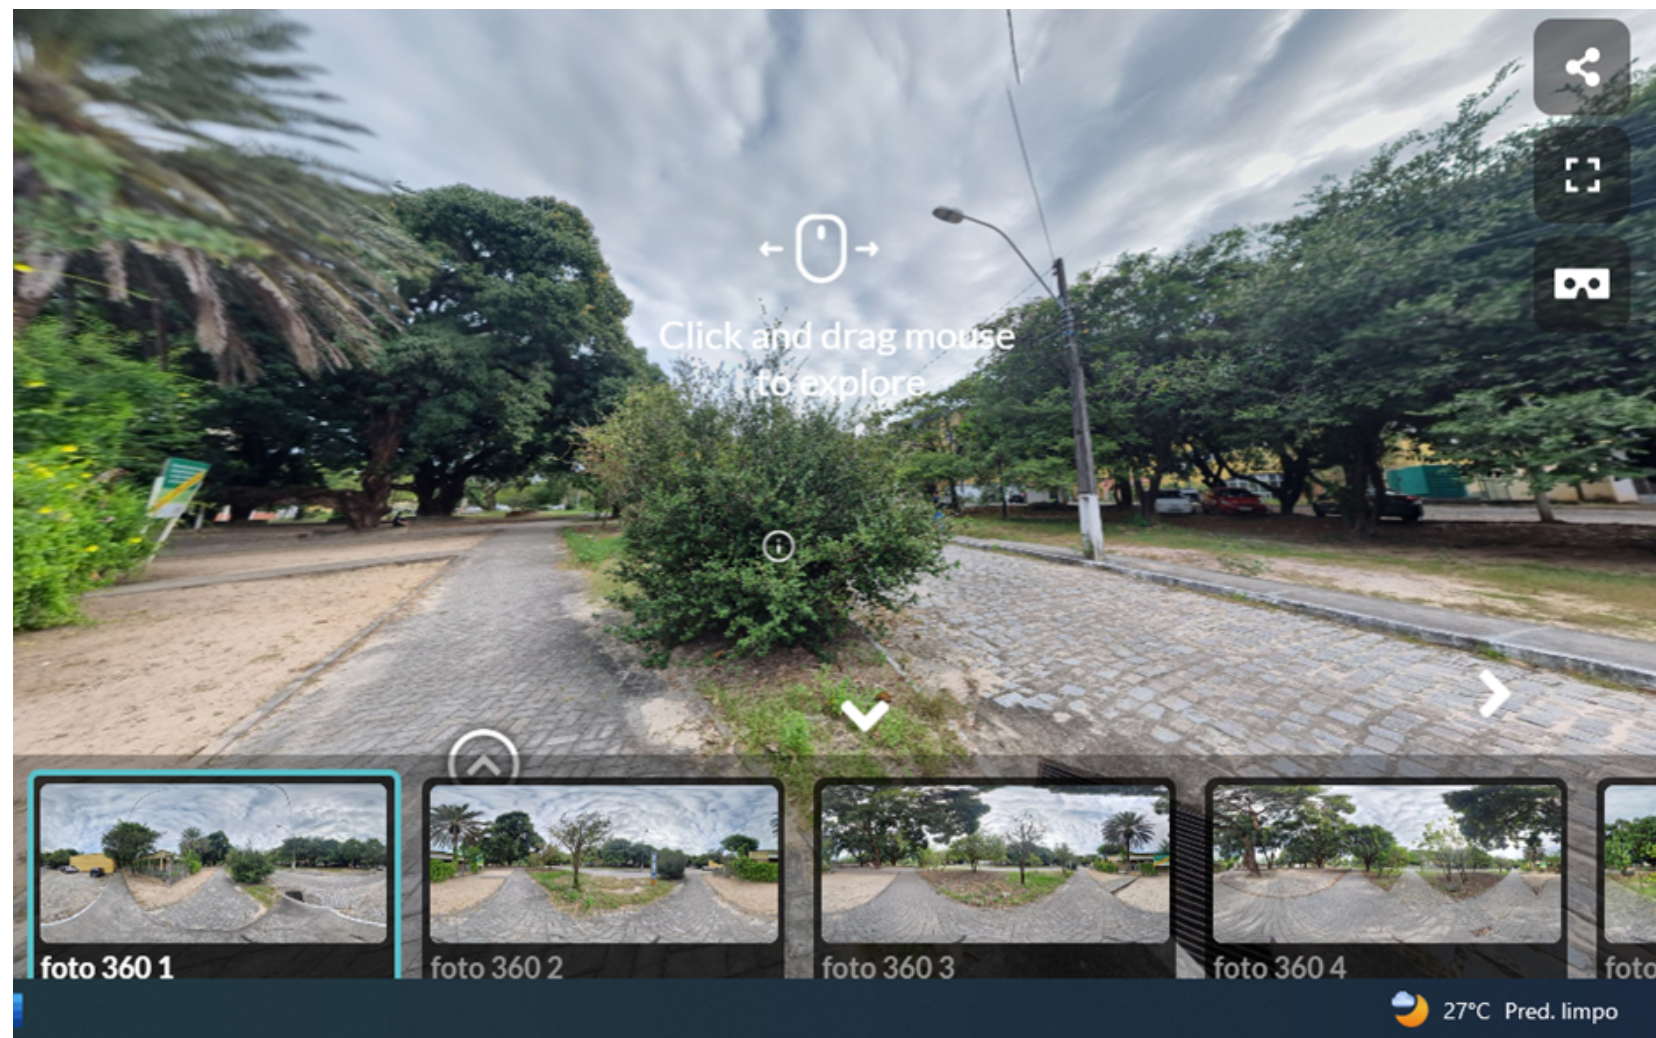 Click and drag mouse
to explore
foto 360 1
foto 360 2
foto 360 3
foto 360 4
foto
27°C Pred. limpo